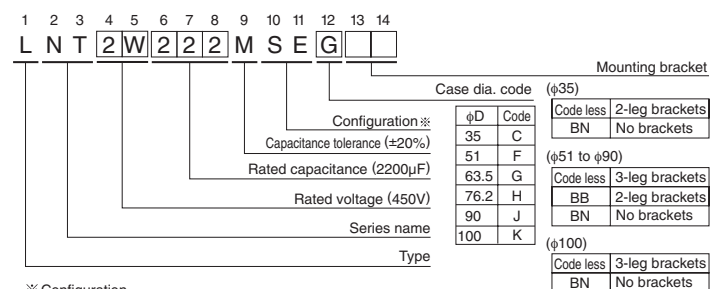 1 2 3 4 5 6 7 8 9 10 11 12 13 14
L N T 2 W 2 2 2 M S E G
Mounting bracket
Case dia. code
Configuration※
Capacitance tolerance (±20%)
Rated capacitance (2200µF)
Rated voltage (450V)
Series name
Type
ϕD Code
35 C
51 F
63.5 G
76.2 H
90 J
100 K
(ϕ35)
Code less 2-leg brackets
BN No brackets
(ϕ51 to ϕ90)
Code less 3-leg brackets
BB 2-leg brackets
BN No brackets
(ϕ100)
Code less 3-leg brackets
BN No brackets
※Configuration